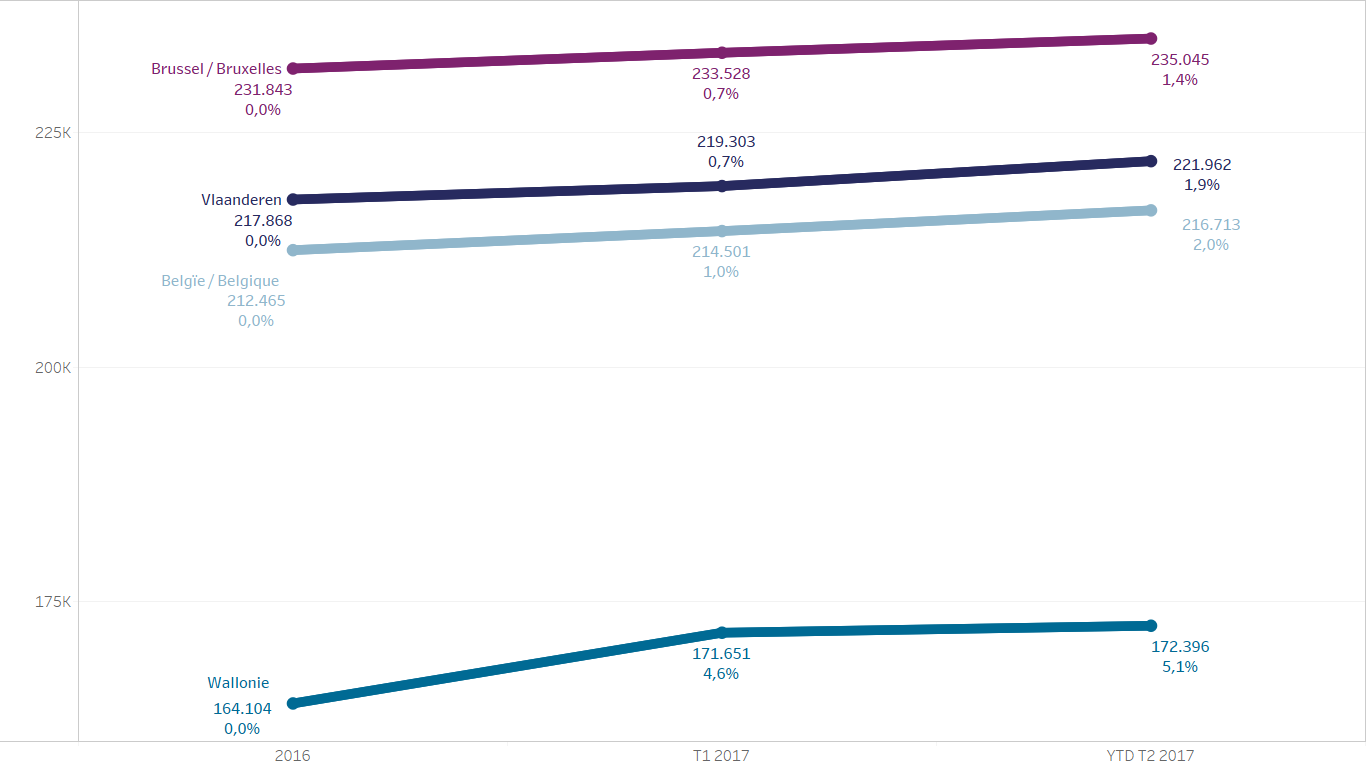 235.045
1,4%
Brussel / Bruxelles
231.843
0,0%
233.528
0,7%
225K
219.303
0,7%
221.962
1,9%
Vlaanderen
217.868
0,0%
216.713
2,0%
214.501
1,0%
Belgïe / Belgique
212.465
0,0%
200K
175K
171.651
4,6%
172.396
5,1%
Wallonie
164.104
0,0%
2016
T1 2017
YTD T2 2017